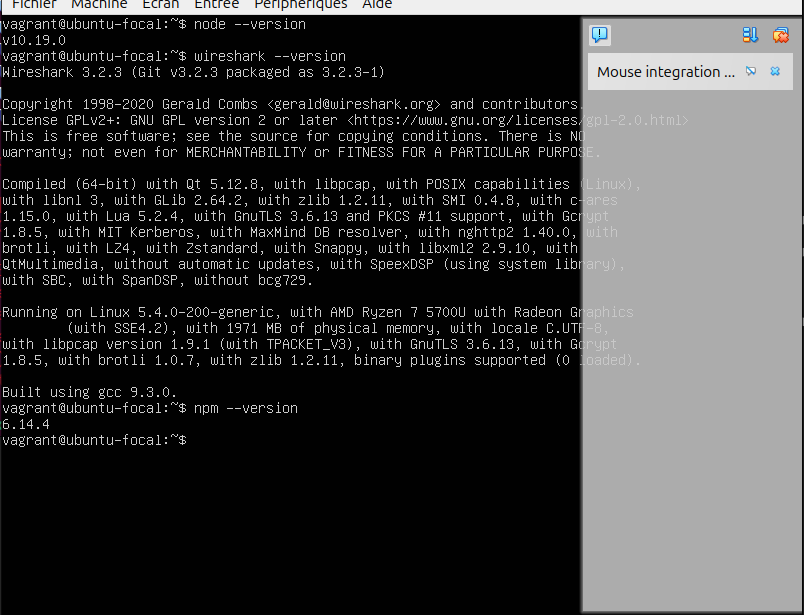 Fichier Machine Écran Entrée Périphériques Aide
vagrant@ubuntu-focal:~$ node --version
v10.19.0
vagrant@ubuntu-focal:~$ wireshark --version
Wireshark 3.2.3 (Git v3.2.3 packaged as 3.2.3-1)
Mouse integration ...
Copyright 1998-2020 Gerald Combs <gerald@wireshark.org> and contributors.
License GPLv2+: GNU GPL version 2 or later <https://www.gnu.org/licenses/gpl-2.0.html>
This is free software; see the source for copying conditions. There is NO
warranty; not even for MERCHANTABILITY or FITNESS FOR A PARTICULAR PURPOSE.
Compiled (64-bit) with Qt 5.12.8, with libpcap, with POSIX capabilities (Linux),
with libnl 3, with GLib 2.64.2, with zlib 1.2.11, with SMI 0.4.8, with c-ares
1.15.0, with Lua 5.2.4, with GnuTLS 3.6.13 and PKCS #11 support, with Gcrypt
1.8.5, with MIT Kerberos, with MaxMind DB resolver, with nghttp2 1.40.0, with
brotli, with LZ4, with Zstandard, with Snappy, with libxml2 2.9.10, with
QtMultimedia, without automatic updates, with SpeexDSP (using system library),
with SBC, with SpanDSP, without bcg729.
Running on Linux 5.4.0-200-generic, with AMD Ryzen 7 5700U with Radeon Graphics
(with SSE4.2), with 1971 MB of physical memory, with locale C.UTF-8,
with libpcap version 1.9.1 (with TPACKET_V3), with GnuTLS 3.6.13, with Gcrypt
1.8.5, with brotli 1.0.7, with zlib 1.2.11, binary plugins supported (0 loaded).
Built using gcc 9.3.0.
vagrant@ubuntu-focal:~$ npm --version
6.14.4
vagrant@ubuntu-focal:~$